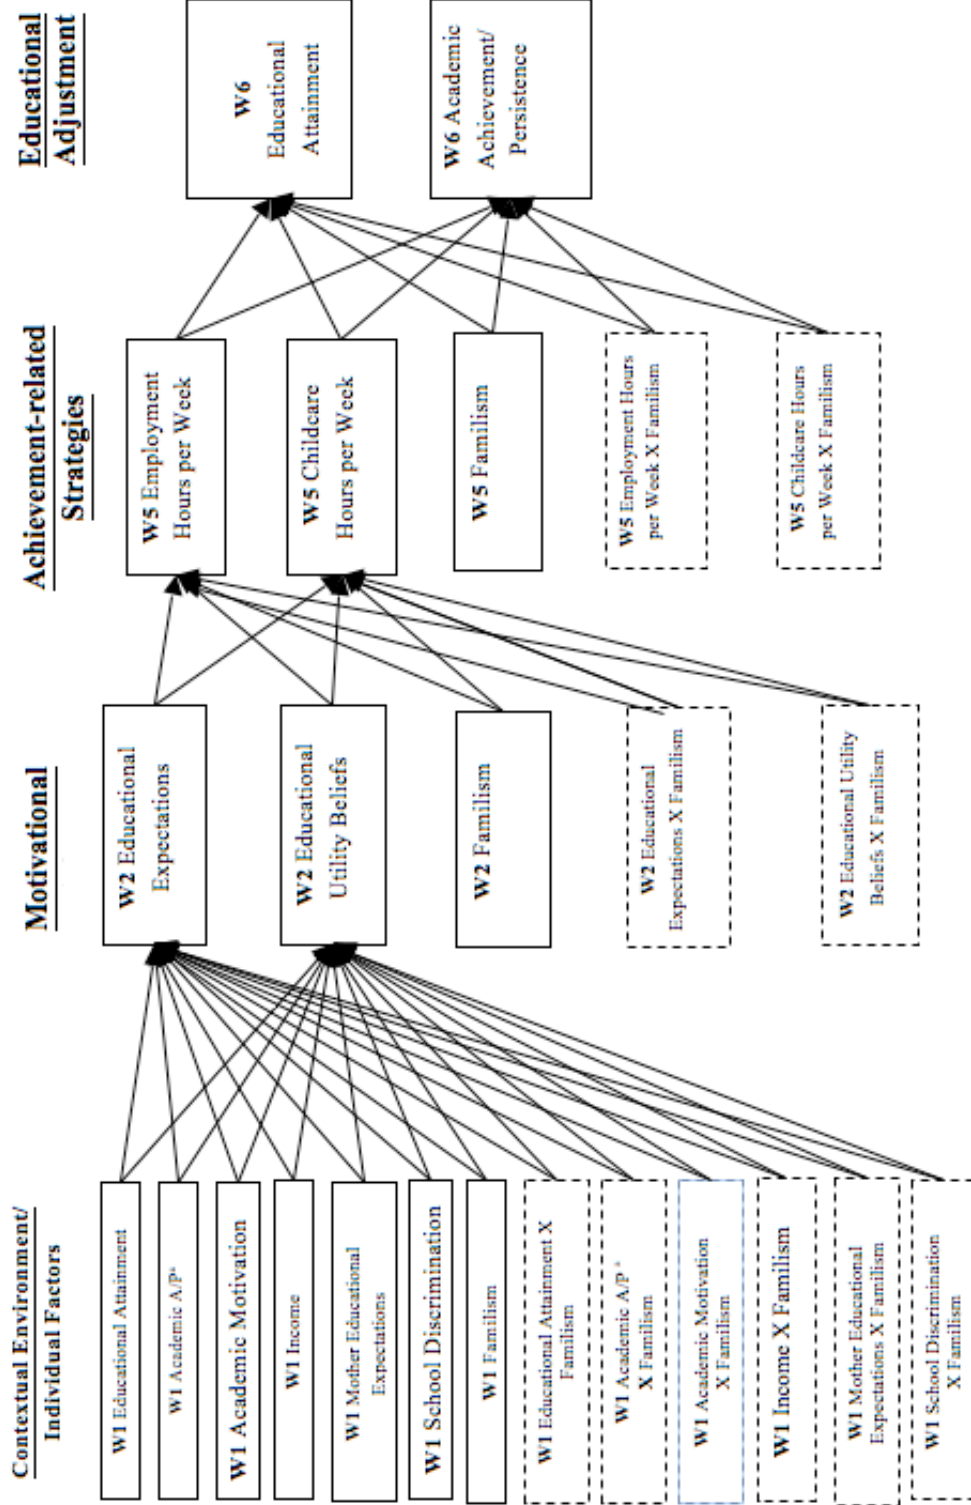 Contextual Environment/
Individual Factors
W1 Educational Attainment
W1 Academic A/Pᵃ
W1 Academic Motivation
W1 Income
W1 Mother Educational
Expectations
W1 School Discrimination
W1 Familism
W1 Educational Attainment X
Familism
W1 Academic A/P ᵃ
X Familism
W1 Academic Motivation
X Familism
W1 Income X Familism
W1 Mother Educational
Expectations X Familism
W1 School Discrimination
X Familism
Motivational
W2 Educational
Expectations
W2 Educational
Utility Beliefs
W2 Familism
W2 Educational
Expectations X Familism
W2 Educational Utility
Beliefs X Familism
Achievement-related
Strategies
W5 Employment
Hours per Week
W5 Childcare
Hours per Week
W5 Familism
W5 Employment Hours
per Week X Familism
W5 Childcare Hours
per Week X Familism
Educational
Adjustment
W6
Educational
Attainment
W6 Academic
Achievement/
Persistence